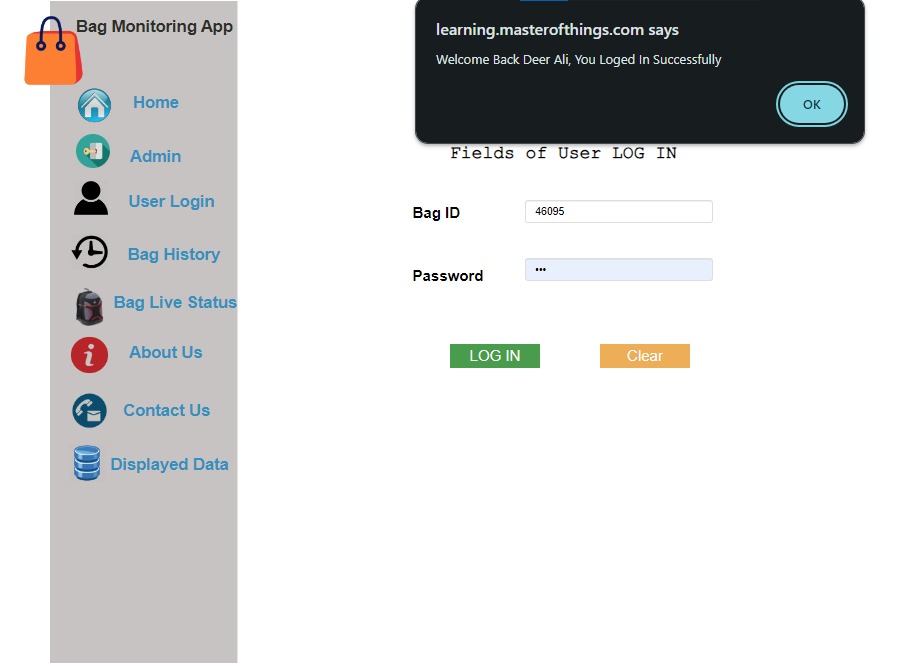 Bag Monitoring App
Home
Admin
User Login
Bag History
Bag Live Status
About Us
Contact Us
Displayed Data
learning.masterofthings.com says
Welcome Back Deer Ali, You Loged In Successfully
OK
Fields of User LOG IN
Bag ID 46095
Password •••
LOG IN Clear